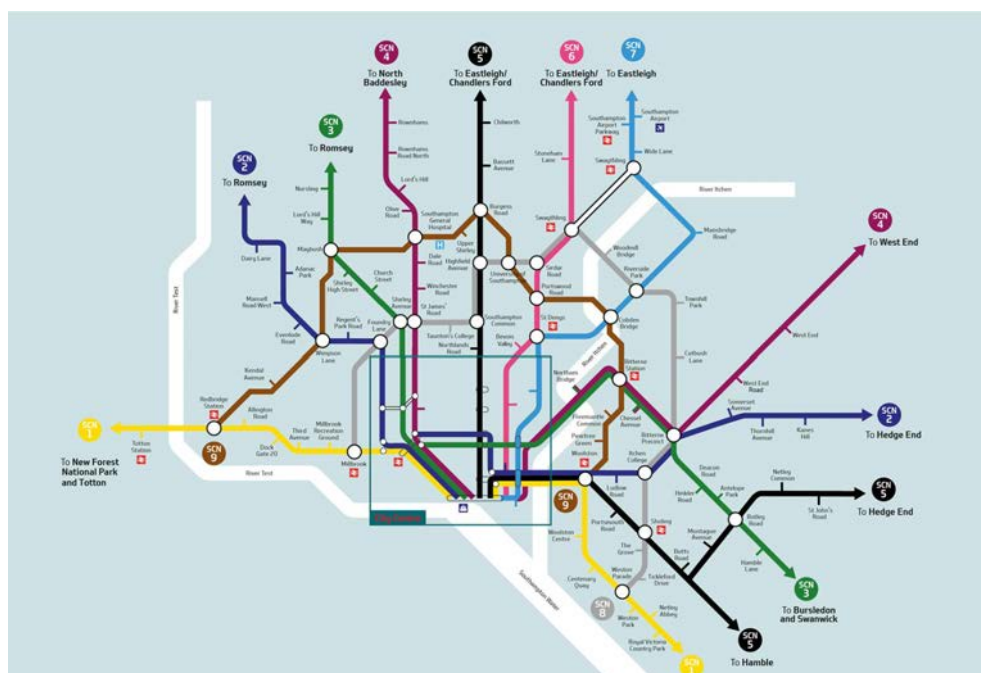 SCN
4
To North
Baddesley
SCN
5
To Eastleigh/
Chandlers Ford
SCN
6
To Eastleigh/
Chandlers Ford
SCN
7
To Eastleigh
SCN
3
To Romsey
SCN
2
To Romsey
Rownhams
Rownhams
Road North
Lord's Hill
Olive
Road
Chilworth
Bassett
Avenue
Stoneham
Lane
Southampton
Airport
Parkway
Southampton
Airport
Wide Lane
Swaythling
River Itchen
Nursling
Lord's Hill
Way
Maybush
Southampton
General
Hospital
H
Upper
Shirley
Burgess
Road
Swaythling
Mansbridge
Road
SCN
4
To West End
Dairy Lane
Adanac
Park
Mansell
Road West
Evenlode
Road
Shirley
High Street
Church
Street
Dale
Road
Winchester
Road
Highfield
Avenue
University of
Southampton
Sirdar
Road
Portswood
Road
Woodmill
Bridge
Riverside
Park
Townhill
Park
River Test
Regent's
Park Road
Foundry
Lane
Shirley
Avenue
St James'
Road
Taunton's College
Southampton
Common
Northlands
Road
St Denys
Bevois
Valley
Cobden
Bridge
Cutbush
Lane
West End
Wimpson
Lane
Kendal
Avenue
Redbridge
Station
Allington
Road
Third
Avenue
Millbrook
Recreation
Ground
Dock
Gate 20
Millbrook
Northam
Bridge
River Itchen
Bitterne
Station
Chessel
Avenue
Freemantle
Common
Peartree
Green
Woolston
Bitterne
Precinct
West End
Road
Somerset
Avenue
Thornhill
Avenue
Kanes
Hill
SCN
2
To Hedge End
SCN
1
Totton
Station
SCN
9
To New Forest
National Park
and Totton
River Test
City Centre
Itchen
College
Ludlow
Road
SCN
9
Portsmouth
Road
Deacon
Road
Hinkler
Road
Antelope
Park
Netley
Common
St John's
Road
SCN
5
To Hedge End
Woolston
Centre
Sholing
The
Grove
Montague
Avenue
Botley
Road
Butts
Road
Hamble
Lane
Centenary
Quay
Weston
Parade
Tickleford
Drive
SCN
8
SCN
3
To Bursledon
and Swanwick
Southampton Water
Weston
Park
Netley
Abbey
Royal Victoria
Country Park
SCN
5
To Hamble
SCN
1